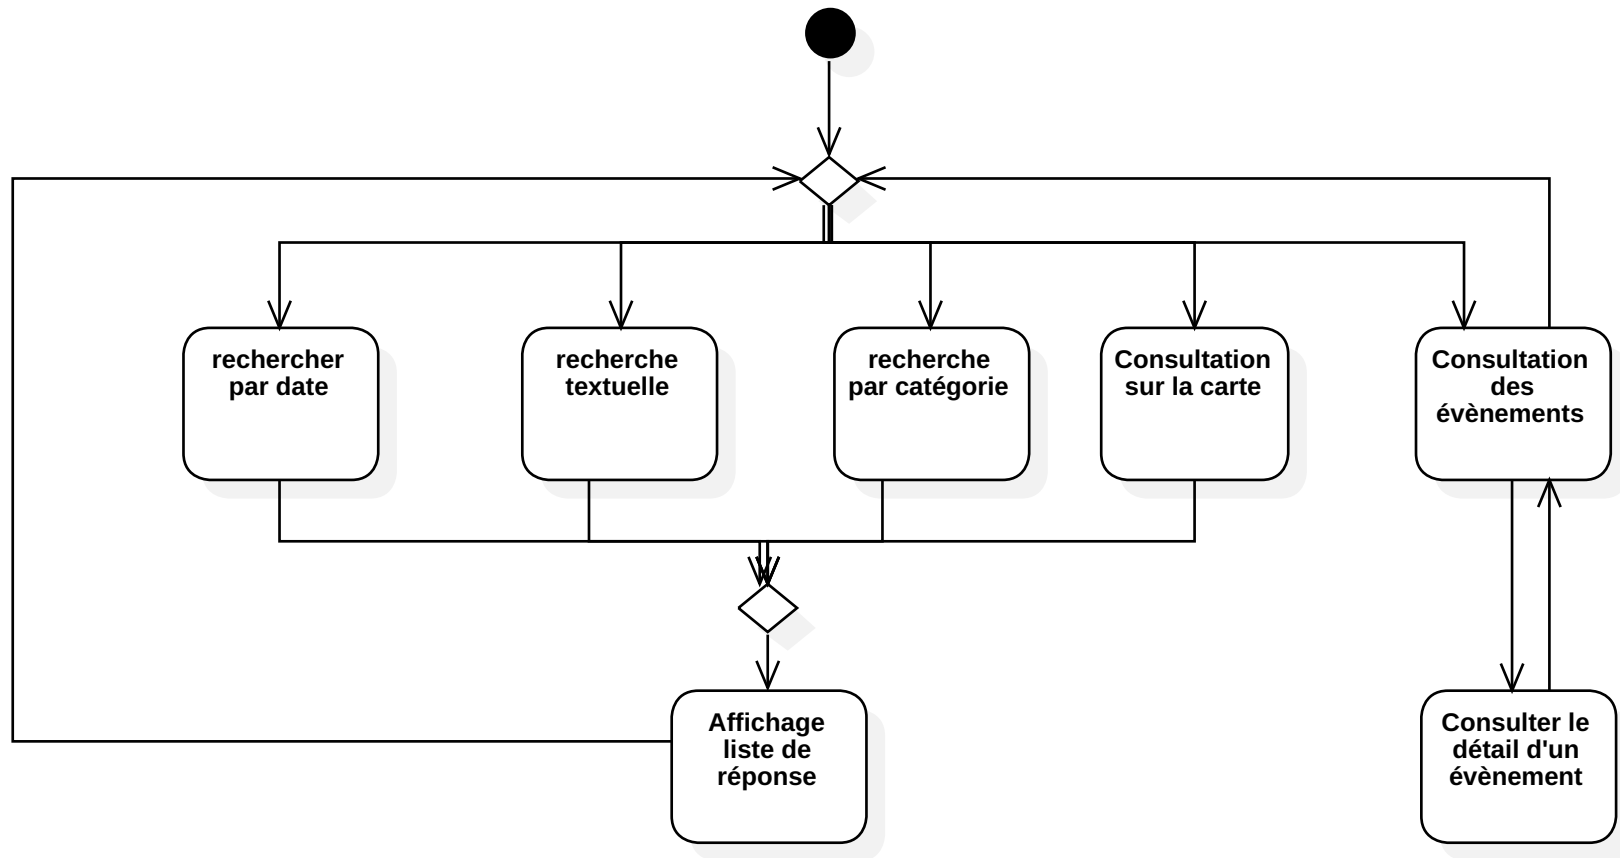 rechercher
par date
recherche
textuelle
recherche
par catégorie
Consultation
sur la carte
Consultation
des
évènements
Affichage
liste de
réponse
Consulter le
détail d'un
évènement